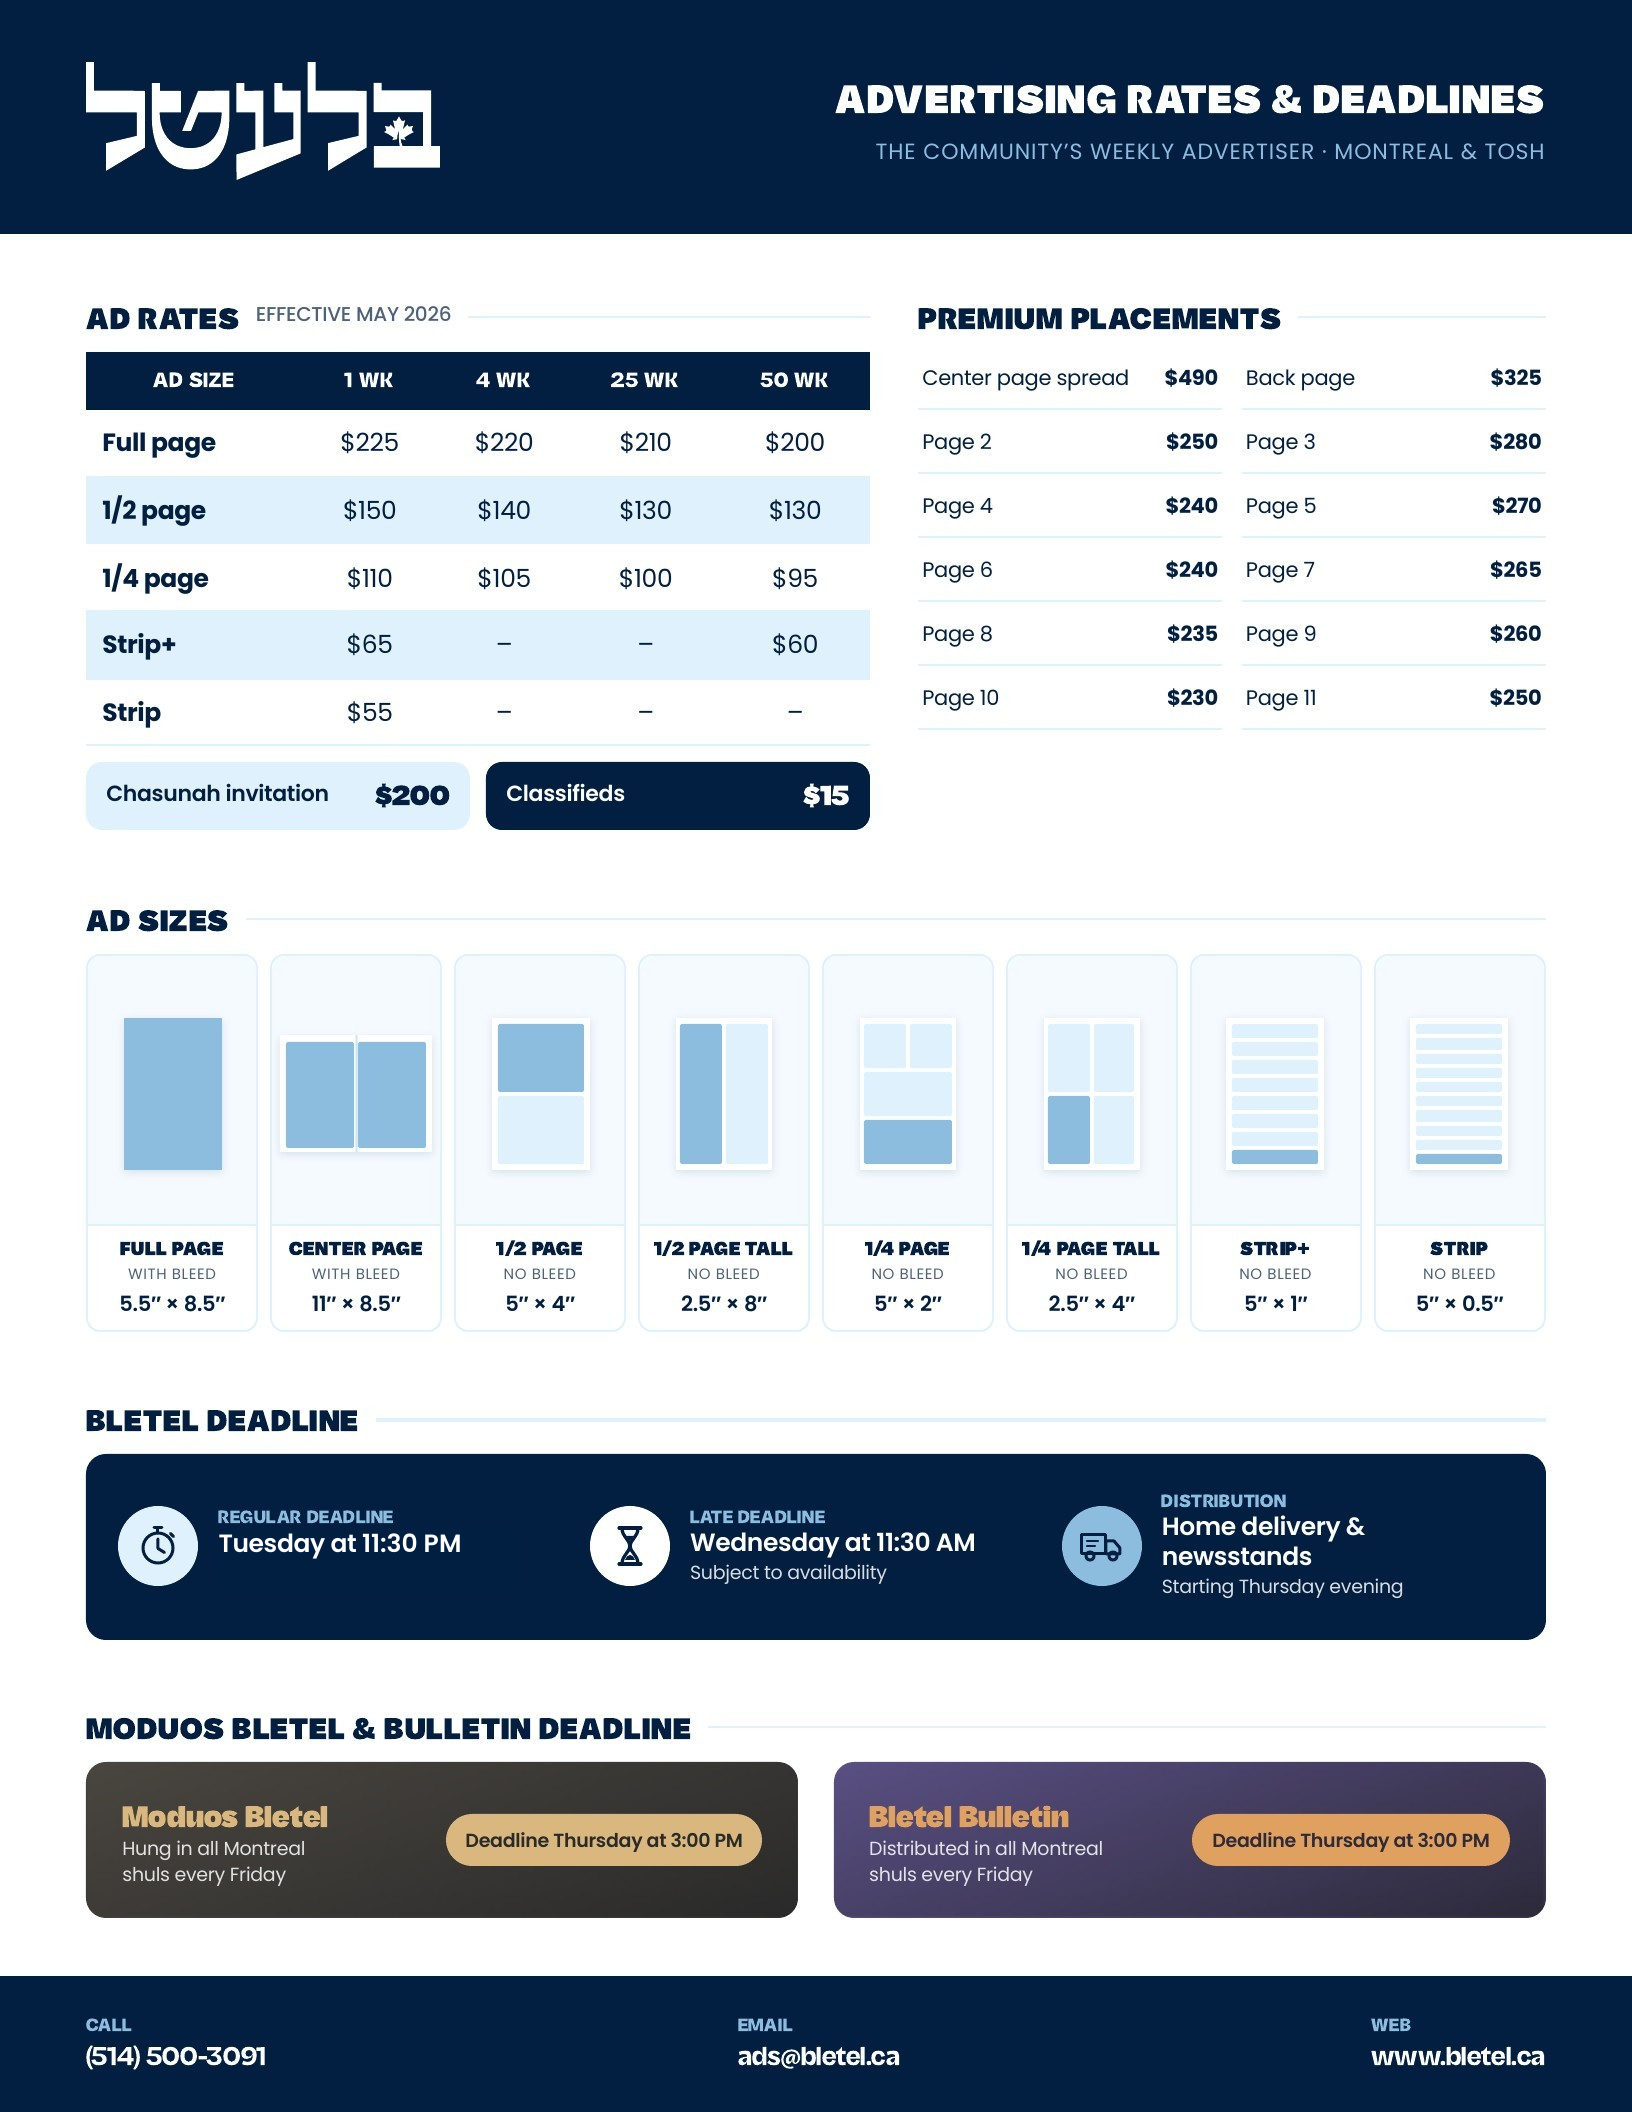 בלעטל
ADVERTISING RATES & DEADLINES
THE COMMUNITY’S WEEKLY ADVERTISER · MONTREAL & TOSH
AD RATES EFFECTIVE MAY 2026
AD SIZE 1 WK 4 WK 25 WK 50 WK
Full page $225 $220 $210 $200
1/2 page $150 $140 $130 $130
1/4 page $110 $105 $100 $95
Strip+ $65 – – $60
Strip $55 – – –
Chasunah invitation $200
Classifieds $15
PREMIUM PLACEMENTS
Center page spread $490 Back page $325
Page 2 $250 Page 3 $280
Page 4 $240 Page 5 $270
Page 6 $240 Page 7 $265
Page 8 $235 Page 9 $260
Page 10 $230 Page 11 $250
AD SIZES
FULL PAGE
WITH BLEED
5.5″ × 8.5″
CENTER PAGE
WITH BLEED
11″ × 8.5″
1/2 PAGE
NO BLEED
5″ × 4″
1/2 PAGE TALL
NO BLEED
2.5″ × 8″
1/4 PAGE
NO BLEED
5″ × 2″
1/4 PAGE TALL
NO BLEED
2.5″ × 4″
STRIP+
NO BLEED
5″ × 1″
STRIP
NO BLEED
5″ × 0.5″
BLETEL DEADLINE
REGULAR DEADLINE
Tuesday at 11:30 PM
LATE DEADLINE
Wednesday at 11:30 AM
Subject to availability
DISTRIBUTION
Home delivery &
newsstands
Starting Thursday evening
MODUOS BLETEL & BULLETIN DEADLINE
Moduos Bletel
Hung in all Montreal
shuls every Friday
Deadline Thursday at 3:00 PM
Bletel Bulletin
Distributed in all Montreal
shuls every Friday
Deadline Thursday at 3:00 PM
CALL
(514) 500-3091
EMAIL
ads@bletel.ca
WEB
www.bletel.ca